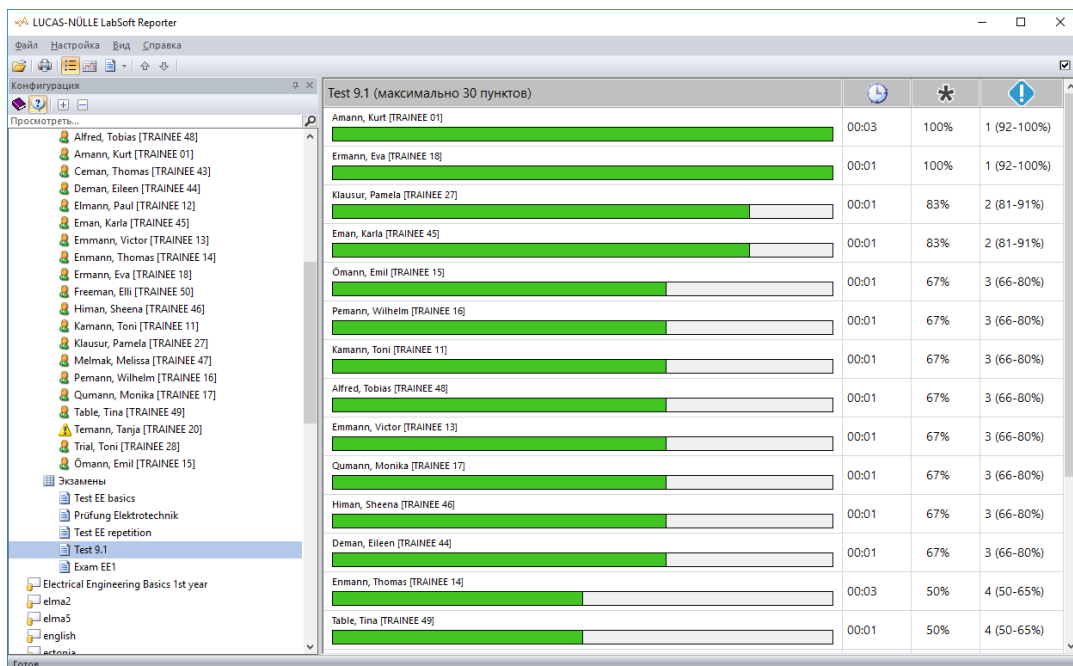 LUCAS-NÜLLE LabSoft Reporter
Файл Настройка Вид Справка
Конфигурация
Просмотреть...
Alfred, Tobias [TRAINEE 48]
Amann, Kurt [TRAINEE 01]
Ceman, Thomas [TRAINEE 43]
Deman, Eileen [TRAINEE 44]
Elmann, Paul [TRAINEE 12]
Eman, Karla [TRAINEE 45]
Emmann, Victor [TRAINEE 13]
Enmann, Thomas [TRAINEE 14]
Ermann, Eva [TRAINEE 18]
Freeman, Elli [TRAINEE 50]
Himan, Sheena [TRAINEE 46]
Kamann, Toni [TRAINEE 11]
Klausur, Pamela [TRAINEE 27]
Melmak, Melissa [TRAINEE 47]
Pemann, Wilhelm [TRAINEE 16]
Qumann, Monika [TRAINEE 17]
Table, Tina [TRAINEE 49]
Temann, Tanja [TRAINEE 20]
Trial, Toni [TRAINEE 28]
Ömann, Emil [TRAINEE 15]
Экзамены
Test EE basics
Prüfung Elektrotechnik
Test EE repetition
Test 9.1
Exam EE1
Electrical Engineering Basics 1st year
elma2
elma5
english
estonia
Test 9.1 (максимально 30 пунктов)
Amann, Kurt [TRAINEE 01]
00:03 100% 1 (92-100%)
Ermann, Eva [TRAINEE 18]
00:01 100% 1 (92-100%)
Klausur, Pamela [TRAINEE 27]
00:01 83% 2 (81-91%)
Eman, Karla [TRAINEE 45]
00:01 83% 2 (81-91%)
Ömann, Emil [TRAINEE 15]
00:01 67% 3 (66-80%)
Pemann, Wilhelm [TRAINEE 16]
00:01 67% 3 (66-80%)
Kamann, Toni [TRAINEE 11]
00:01 67% 3 (66-80%)
Alfred, Tobias [TRAINEE 48]
00:01 67% 3 (66-80%)
Emmann, Victor [TRAINEE 13]
00:01 67% 3 (66-80%)
Qumann, Monika [TRAINEE 17]
00:01 67% 3 (66-80%)
Himan, Sheena [TRAINEE 46]
00:01 67% 3 (66-80%)
Deman, Eileen [TRAINEE 44]
00:01 67% 3 (66-80%)
Enmann, Thomas [TRAINEE 14]
00:03 50% 4 (50-65%)
Table, Tina [TRAINEE 49]
00:01 50% 4 (50-65%)
Готов